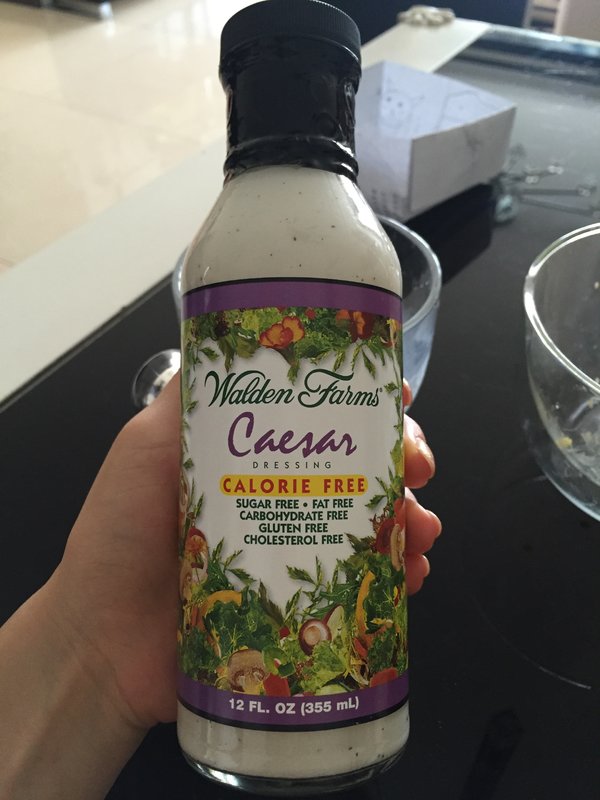 Walden Farms®
Caesar
DRESSING
CALORIE FREE
SUGAR FREE • FAT FREE
CARBOHYDRATE FREE
GLUTEN FREE
CHOLESTEROL FREE
12 FL. OZ (355 mL)